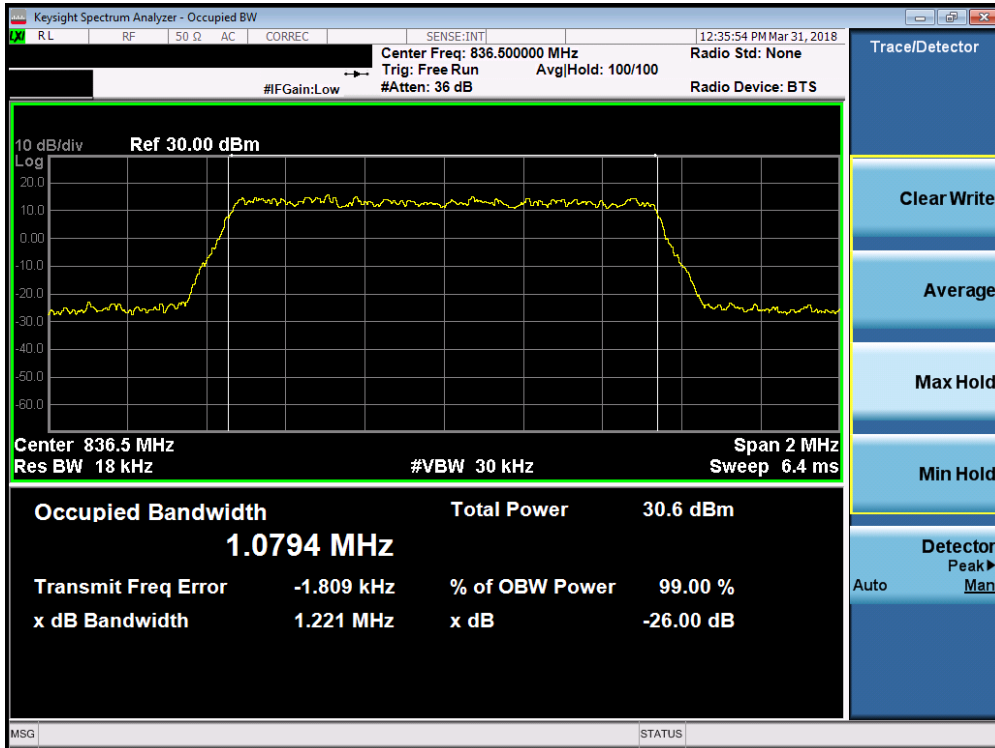 Keysight Spectrum Analyzer - Occupied BW
LXI RL RF 50 Ω AC CORREC SENSE:INT 12:35:54 PM Mar 31, 2018
Center Freq: 836.500000 MHz Radio Std: None
Trig: Free Run Avg|Hold: 100/100
#IFGain:Low #Atten: 36 dB Radio Device: BTS
Trace/Detector
10 dB/div Ref 30.00 dBm
Log
20.0
10.0
0.00
-10.0
-20.0
-30.0
-40.0
-50.0
-60.0
Center 836.5 MHz Span 2 MHz
Res BW 18 kHz #VBW 30 kHz Sweep 6.4 ms
Occupied Bandwidth Total Power 30.6 dBm
1.0794 MHz
Transmit Freq Error -1.809 kHz % of OBW Power 99.00 %
x dB Bandwidth 1.221 MHz x dB -26.00 dB
Clear Write
Average
Max Hold
Min Hold
Detector
Peak▶
Auto Man
MSG STATUS